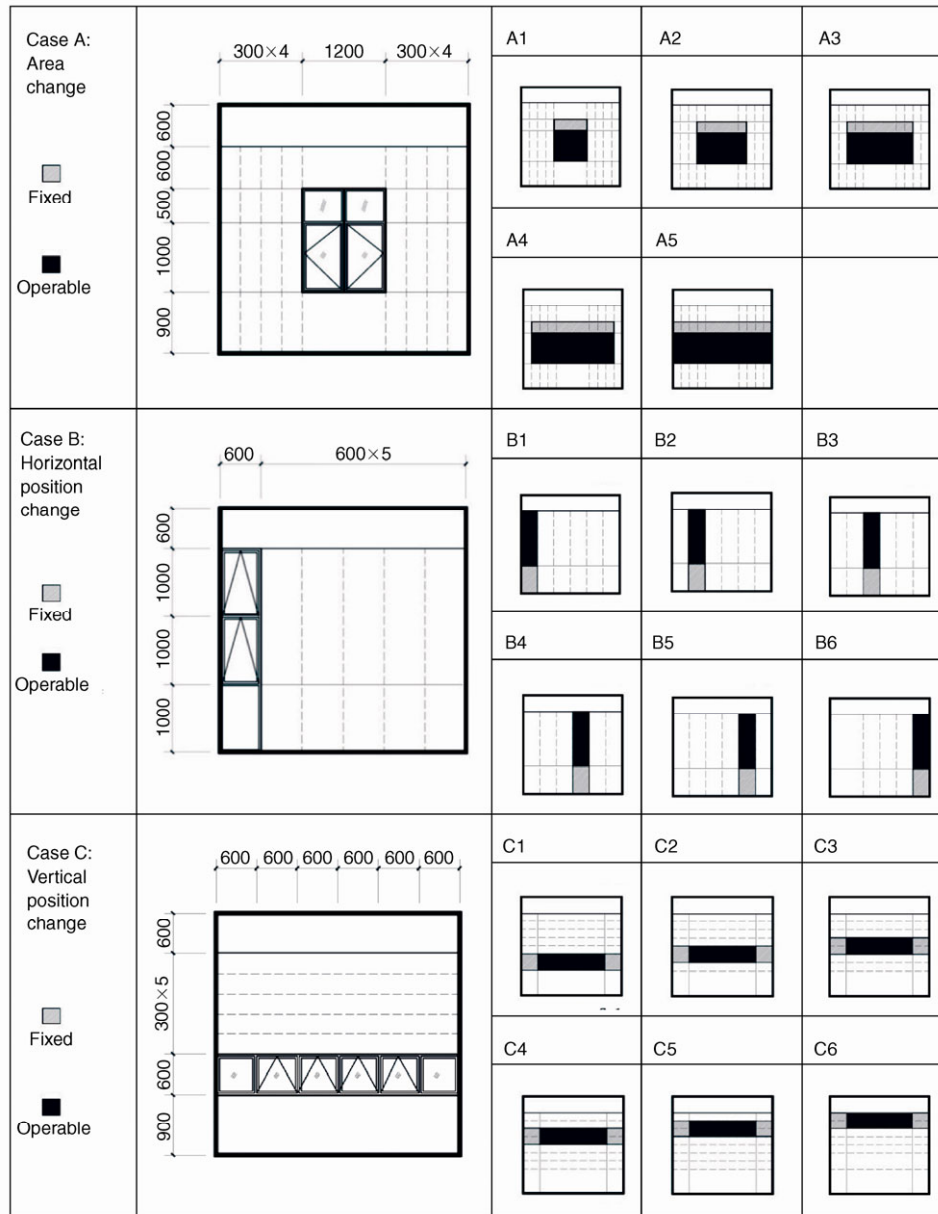 Case A:
Area
change
Fixed
Operable
300×4 1200 300×4
600
600
500
1000
900
A1 A2 A3
A4 A5
Case B:
Horizontal
position
change
Fixed
Operable
600 600×5
600
1000
1000
1000
B1 B2 B3
B4 B5 B6
Case C:
Vertical
position
change
Fixed
Operable
600 600 600 600 600 600
600
300×5
600
900
C1 C2 C3
C4 C5 C6